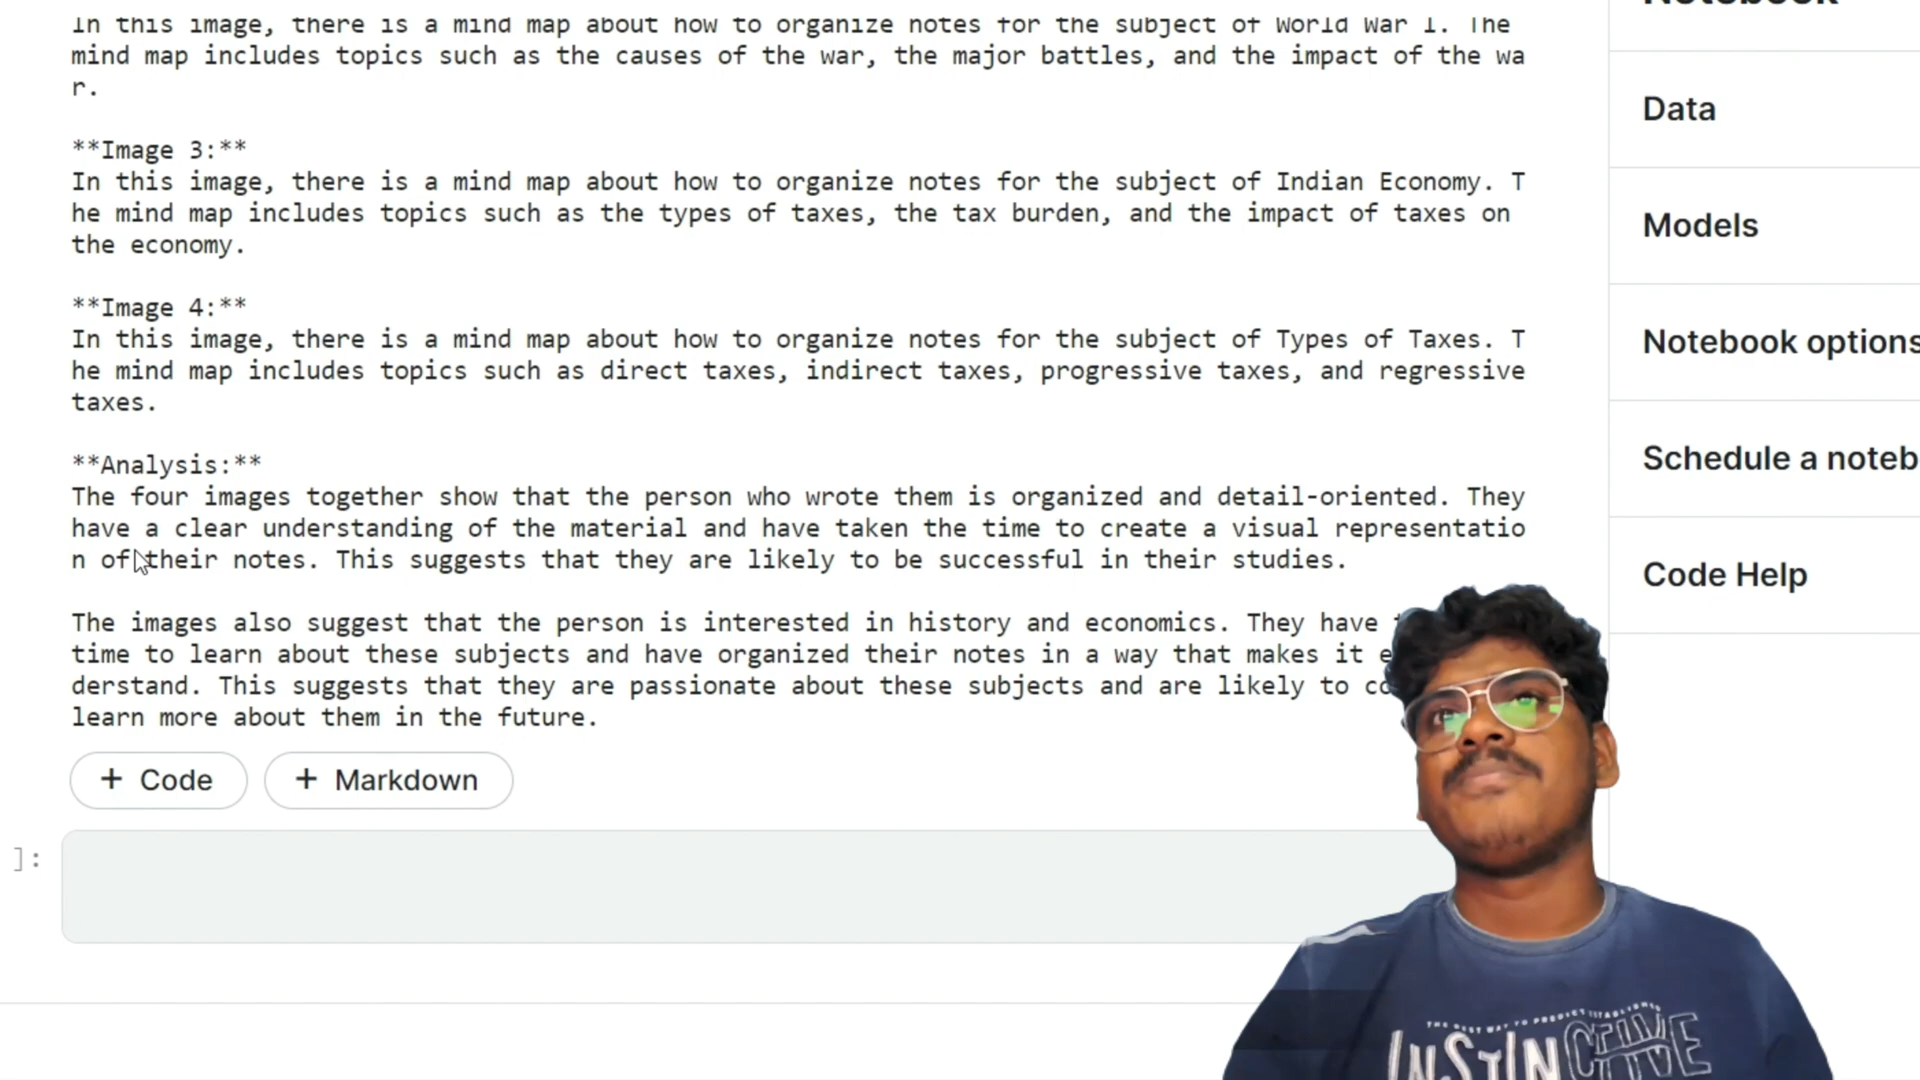 In this image, there is a mind map about how to organize notes for the subject of World War I. The
mind map includes topics such as the causes of the war, the major battles, and the impact of the wa
r.
**Image 3:**
In this image, there is a mind map about how to organize notes for the subject of Indian Economy. T
he mind map includes topics such as the types of taxes, the tax burden, and the impact of taxes on
the economy.
**Image 4:**
In this image, there is a mind map about how to organize notes for the subject of Types of Taxes. T
he mind map includes topics such as direct taxes, indirect taxes, progressive taxes, and regressive
taxes.
**Analysis:**
The four images together show that the person who wrote them is organized and detail-oriented. They
have a clear understanding of the material and have taken the time to create a visual representatio
n of their notes. This suggests that they are likely to be successful in their studies.
The images also suggest that the person is interested in history and economics. They have
time to learn about these subjects and have organized their notes in a way that makes it
derstand. This suggests that they are passionate about these subjects and are likely to
learn more about them in the future.
+ Code
+ Markdown
]:
Notebook
Data
Models
Notebook options
Schedule a noteb
Code Help
THE BEST WAY TO PREDICT
INSTINCTIVE